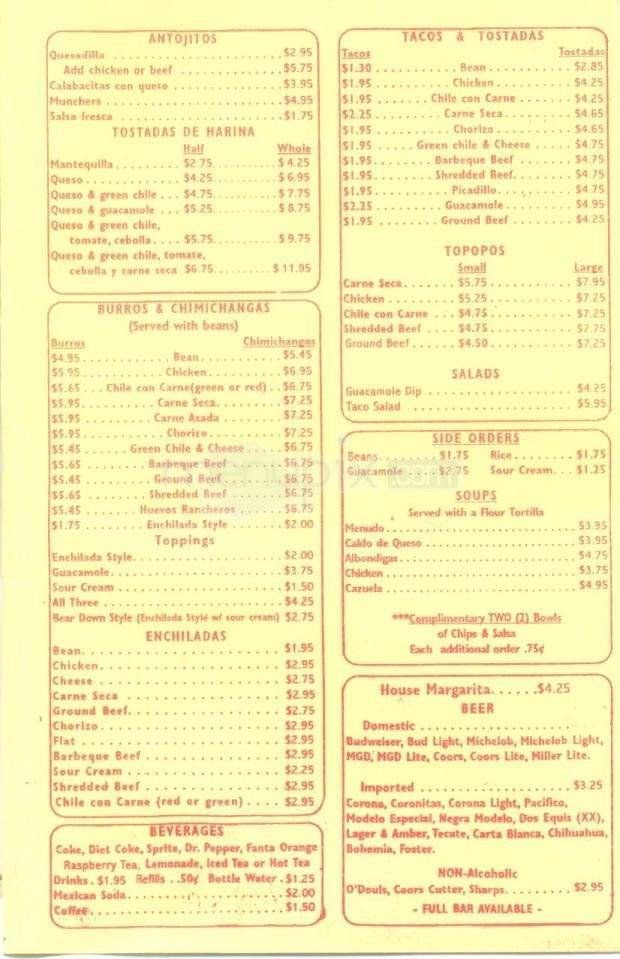 ANTOJITOS
Quesadilla $2.95
Add chicken or beef $5.75
Calabacitas con queso $3.95
Munchers $4.95
Salsa fresca $1.75
TOSTADAS DE HARINA
Half Whole
Mantequilla $2.75 $4.25
Queso $4.25 $6.95
Queso & green chile $4.75 $7.75
Queso & guacamole $5.25 $8.75
Queso & green chile,
tomate, cebolla $5.75 $9.75
Queso & green chile, tomate,
cebolla y carne seca $6.75 $11.95
BURROS & CHIMICHANGAS
(Served with beans)
Burros Chimichangas
$4.95 Bean $5.45
$5.95 Chicken $6.95
$5.65 Chile con Carne(green or red) $6.75
$5.95 Carne Seca $7.25
$5.95 Carne Asada $7.25
$5.95 Chorizo $7.25
$5.45 Green Chile & Cheese $6.75
$5.65 Barbeque Beef $6.75
$5.45 Ground Beef $6.75
$5.65 Shredded Beef $6.75
$5.45 Huevos Rancheros $6.75
$1.75 Enchilada Style $2.00
Toppings
Enchilada Style $2.00
Guacamole $3.75
Sour Cream $1.50
All Three $4.25
Bear Down Style (Enchilada Style w/ sour cream) $2.75
ENCHILADAS
Bean $1.95
Chicken $2.95
Cheese $2.75
Carne Seca $2.95
Ground Beef $2.75
Chorizo $2.95
Flat $2.95
Barbeque Beef $2.95
Sour Cream $2.25
Shredded Beef $2.95
Chile con Carne (red or green) $2.95
BEVERAGES
Coke, Diet Coke, Sprite, Dr. Pepper, Fanta Orange
Raspberry Tea, Lemonade, Iced Tea or Hot Tea
Drinks . $1.95 Refills . .50¢ Bottle Water . $1.25
Mexican Soda $2.00
Coffee $1.50
TACOS & TOSTADAS
Tacos Tostadas
$1.30 Bean $2.85
$1.95 Chicken $4.25
$1.95 Chile con Carne $4.25
$2.25 Carne Seca $4.65
$1.95 Chorizo $4.65
$1.95 Green chile & Cheese $4.75
$1.95 Barbeque Beef $4.75
$1.95 Shredded Beef $4.75
$1.95 Picadillo $4.75
$2.25 Guacamole $4.95
$1.95 Ground Beef $4.25
TOPOPOS
Small Large
Carne Seca $5.75 $7.95
Chicken $5.25 $7.25
Chile con Carne $4.75 $7.25
Shredded Beef $4.75 $7.75
Ground Beef $4.50 $7.25
SALADS
Guacamole Dip $4.25
Taco Salad $5.95
SIDE ORDERS
Beans $1.75 Rice $1.75
Guacamole $2.75 Sour Cream $1.25
SOUPS
Served with a Flour Tortilla
Menudo $3.95
Caldo de Queso $3.95
Albondigas $4.75
Chicken $3.75
Cazuela $4.95
***Complimentary TWO (2) Bowls
of Chips & Salsa
Each additional order .75¢
House Margarita $4.25
BEER
Domestic
Budweiser, Bud Light, Michelob, Michelob Light,
MGD, MGD Lite, Coors, Coors Lite, Miller Lite.
Imported $3.25
Corona, Coronitas, Corona Light, Pacifico,
Modelo Especial, Negra Modelo, Dos Equis (XX),
Lager & Amber, Tecate, Carta Blanca, Chihuahua,
Bohemia, Foster.
NON-Alcoholic
O'Douls, Coors Cutter, Sharps $2.95
- FULL BAR AVAILABLE -